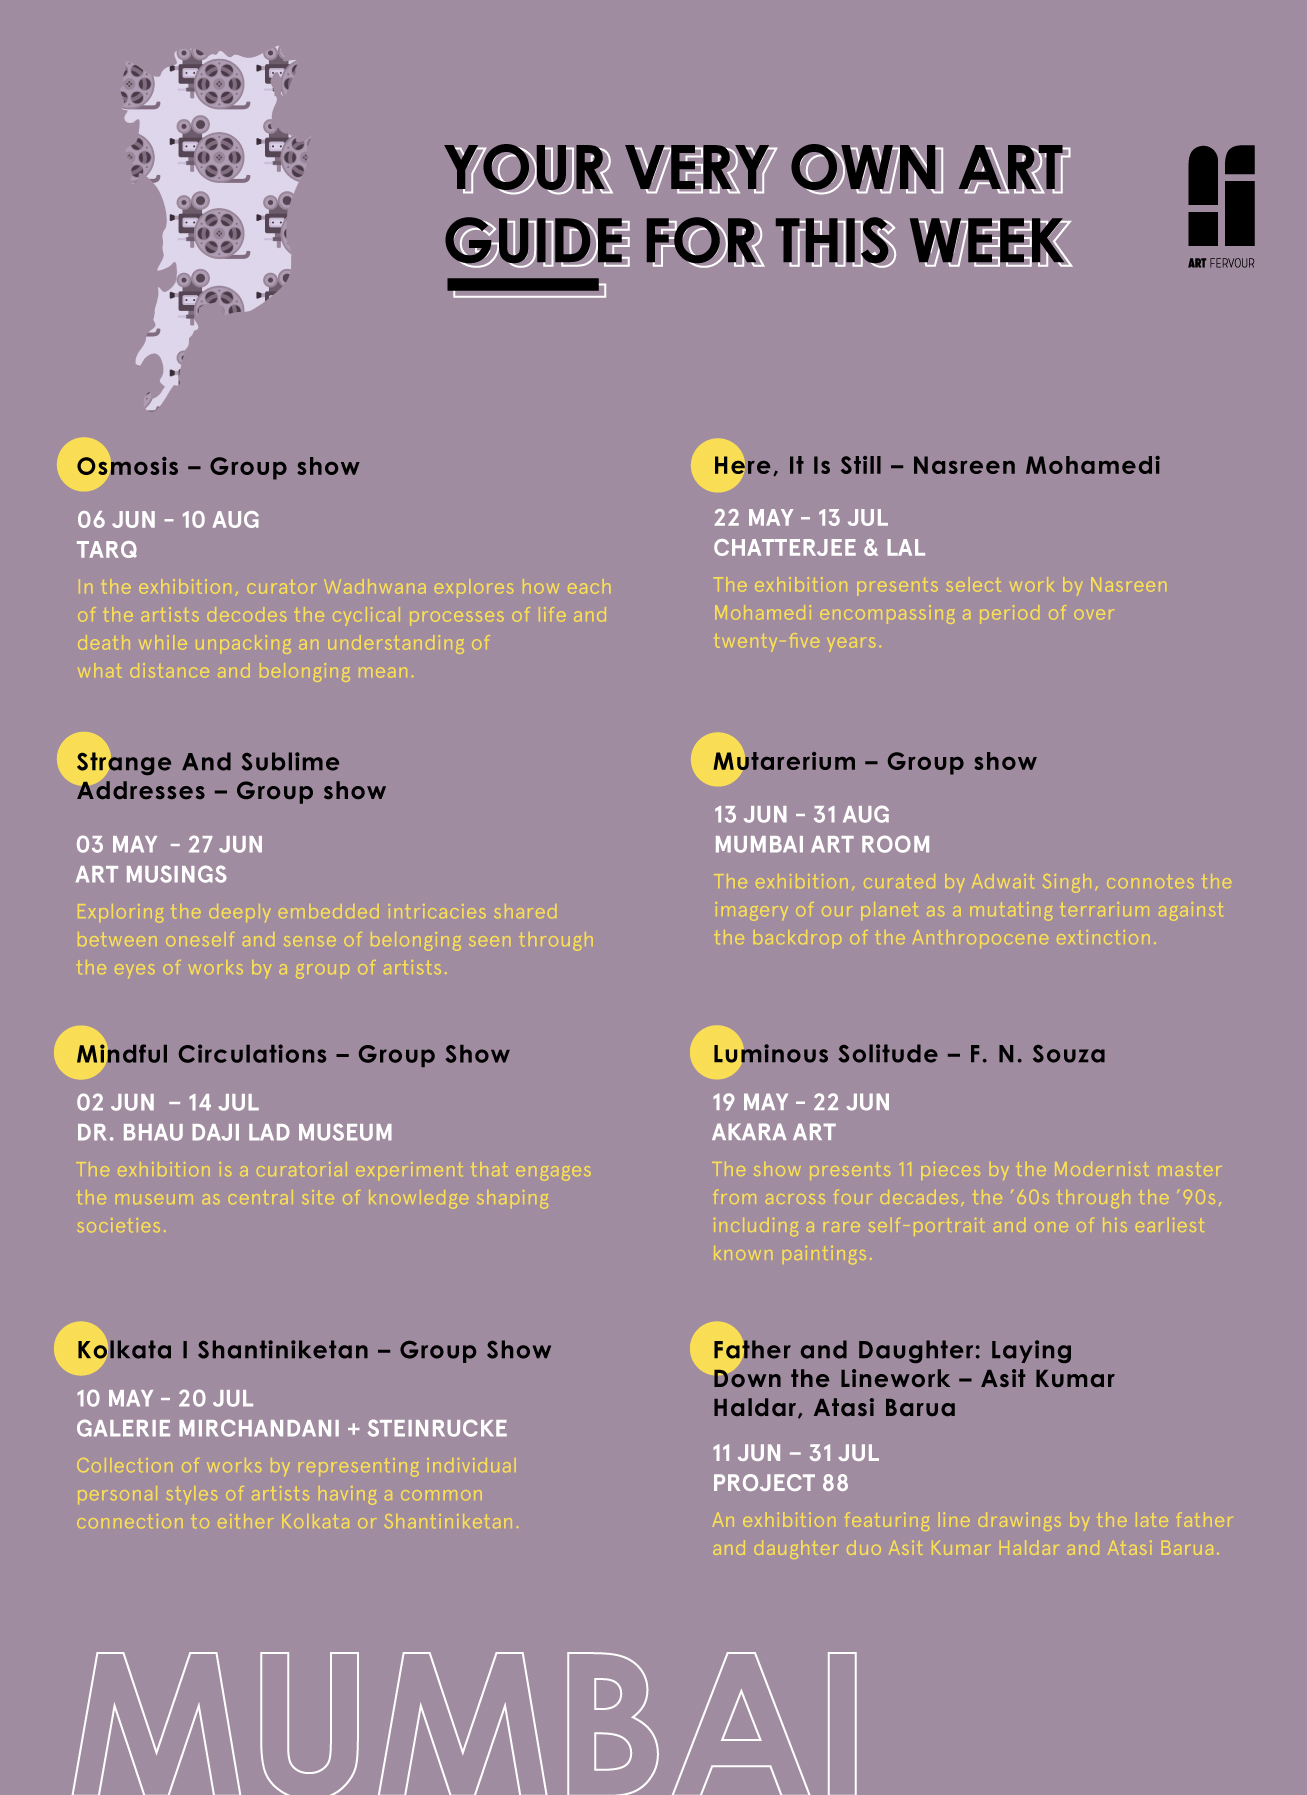 YOUR VERY OWN ART
GUIDE FOR THIS WEEK
ART FERVOUR
Osmosis – Group show
06 JUN – 10 AUG
TARQ
In the exhibition, curator Wadhwana explores how each
of the artists decodes the cyclical processes of life and
death while unpacking an understanding of
what distance and belonging mean.
Strange And Sublime
Addresses – Group show
03 MAY – 27 JUN
ART MUSINGS
Exploring the deeply embedded intricacies shared
between oneself and sense of belonging seen through
the eyes of works by a group of artists.
Mindful Circulations – Group Show
02 JUN – 14 JUL
DR. BHAU DAJI LAD MUSEUM
The exhibition is a curatorial experiment that engages
the museum as central site of knowledge shaping
societies.
Kolkata I Shantiniketan – Group Show
10 MAY – 20 JUL
GALERIE MIRCHANDANI + STEINRUCKE
Collection of works by representing individual
personal styles of artists having a common
connection to either Kolkata or Shantiniketan.
Here, It Is Still – Nasreen Mohamedi
22 MAY – 13 JUL
CHATTERJEE & LAL
The exhibition presents select work by Nasreen
Mohamedi encompassing a period of over
twenty-five years.
Mutarerium – Group show
13 JUN – 31 AUG
MUMBAI ART ROOM
The exhibition, curated by Adwait Singh, connotes the
imagery of our planet as a mutating terrarium against
the backdrop of the Anthropocene extinction.
Luminous Solitude – F. N. Souza
19 MAY – 22 JUN
AKARA ART
The show presents 11 pieces by the Modernist master
from across four decades, the ’60s through the ’90s,
including a rare self-portrait and one of his earliest
known paintings.
Father and Daughter: Laying
Down the Linework – Asit Kumar
Haldar, Atasi Barua
11 JUN – 31 JUL
PROJECT 88
An exhibition featuring line drawings by the late father
and daughter duo Asit Kumar Haldar and Atasi Barua.
MUMBAI